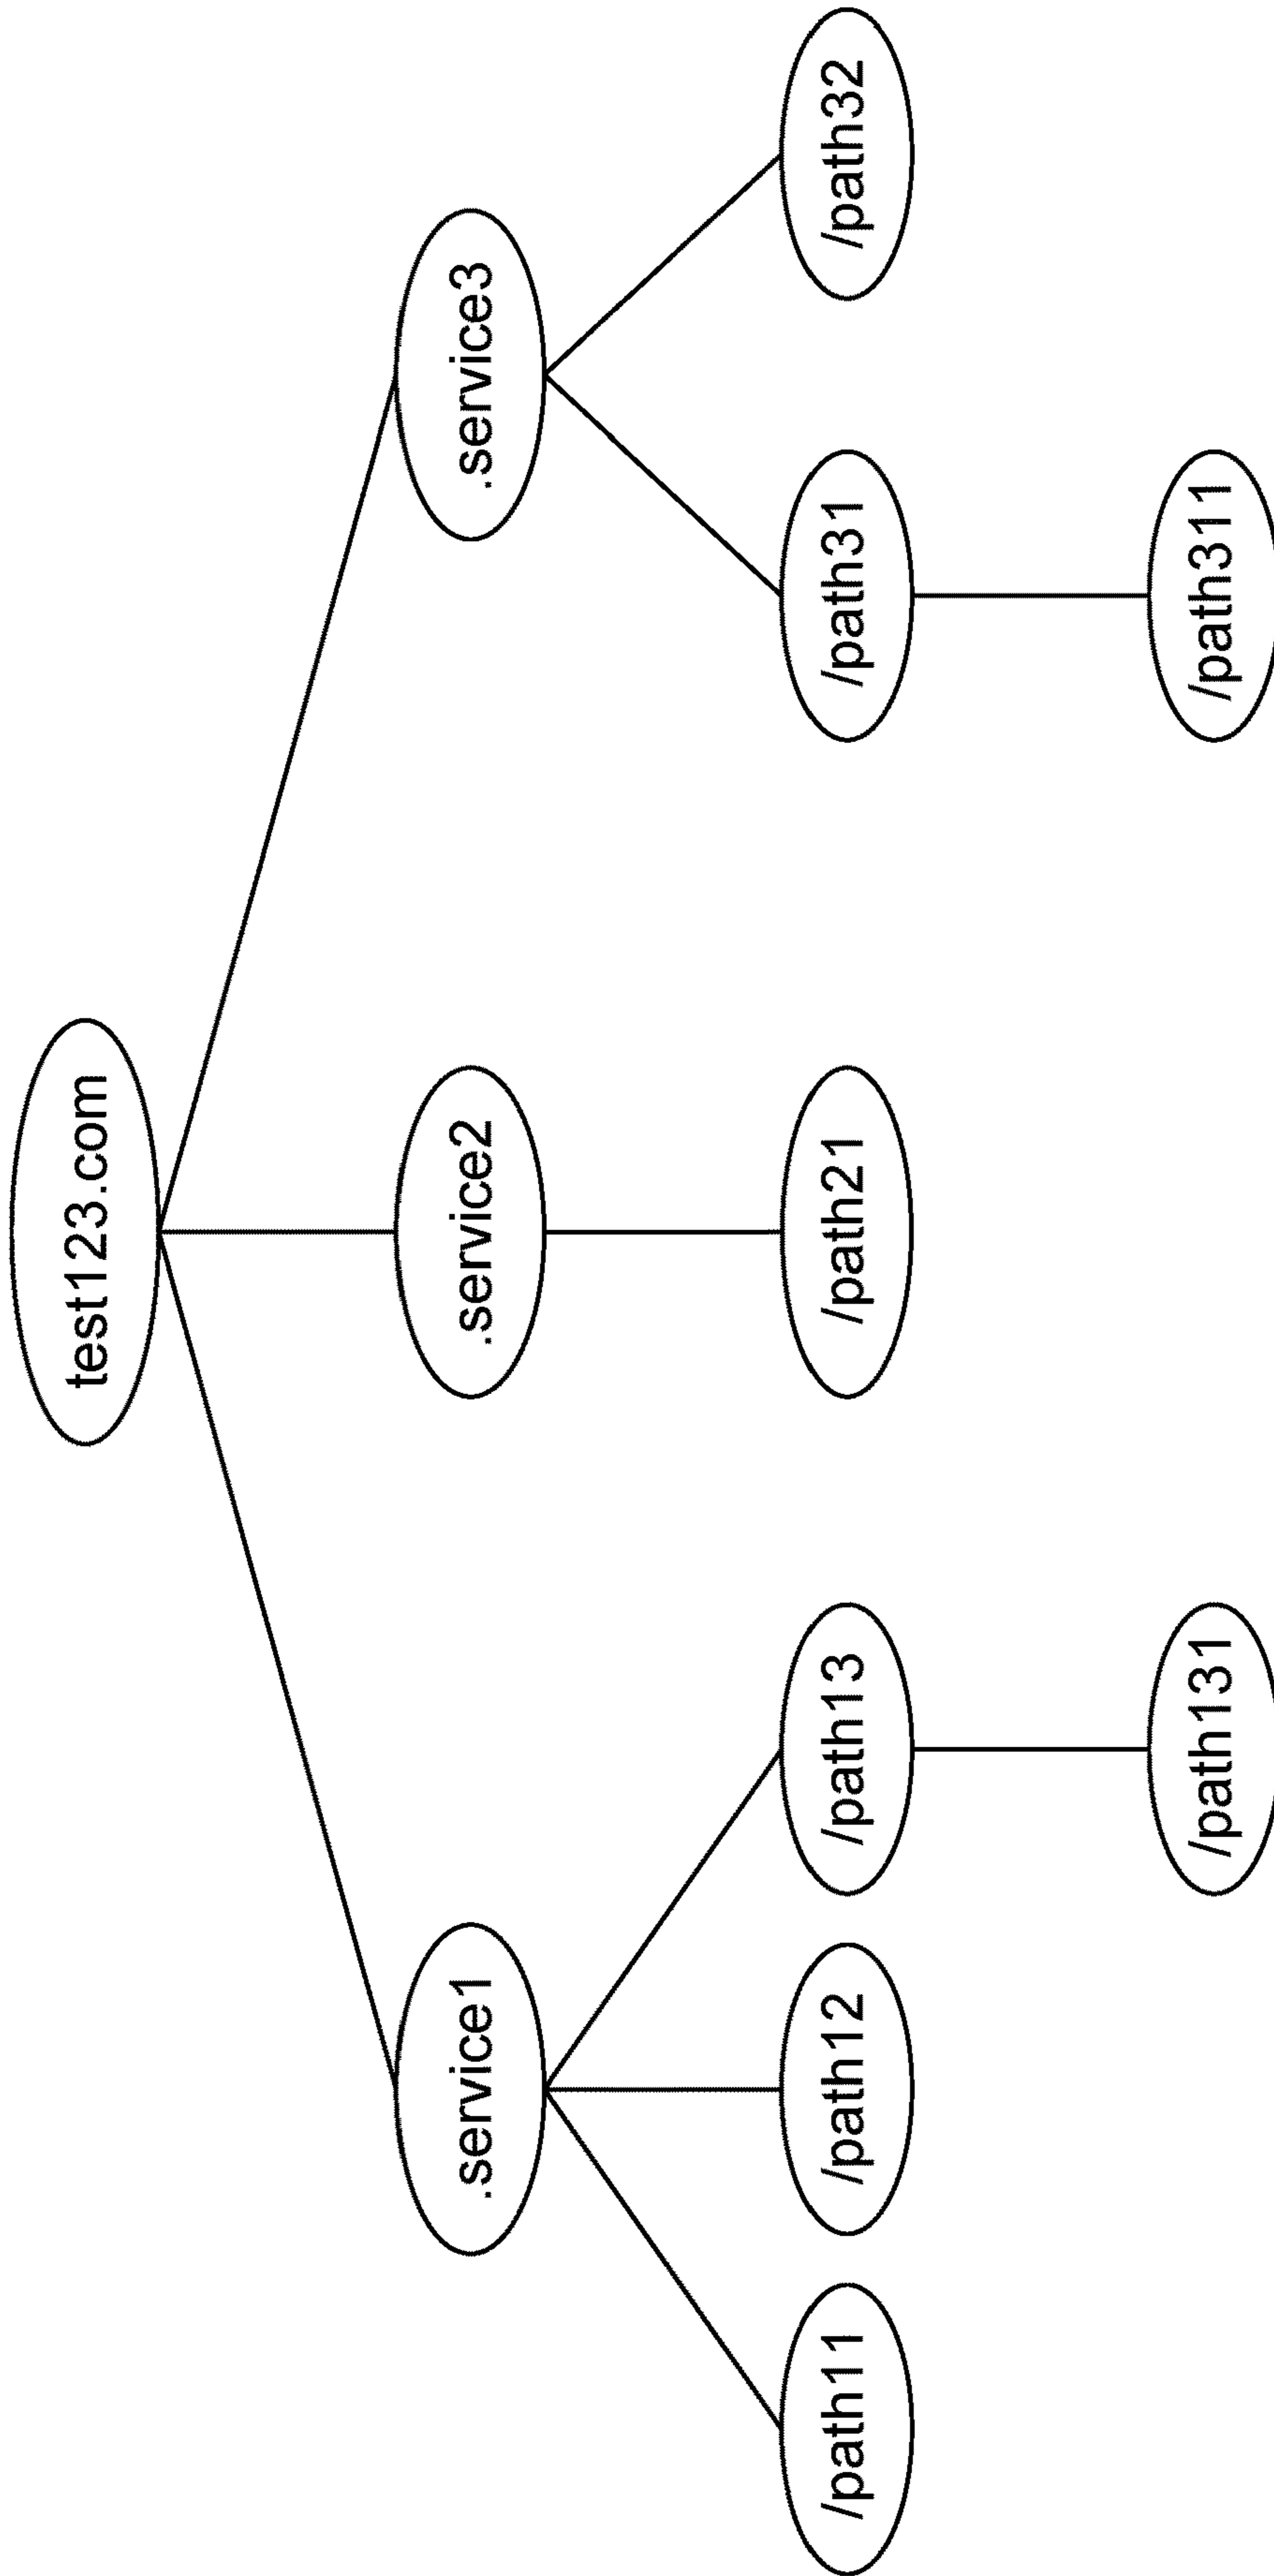 test123.com
.service1
.service2
.service3
/path11
/path12
/path13
/path21
/path31
/path32
/path131
/path311